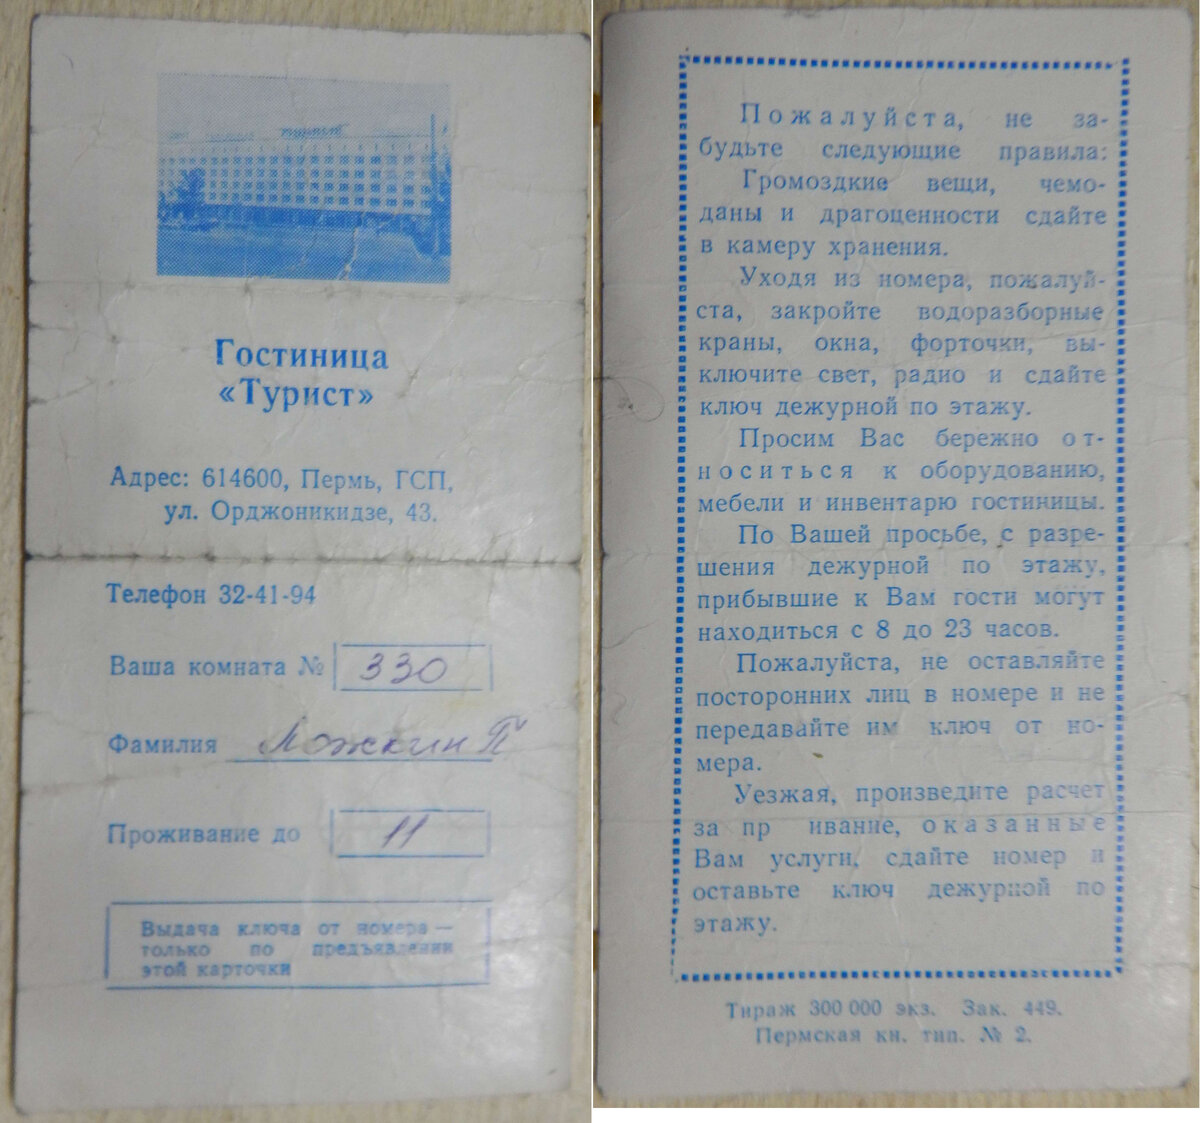 Гостиница
«Турист»
Адрес: 614600, Пермь, ГСП,
ул. Орджоникидзе, 43.
Телефон 32-41-94
Ваша комната № 330
Фамилия Ложкин П
Проживание до 11
Выдача ключа от номера —
только по предъявлении
этой карточки
Пожалуйста, не за-
будьте следующие правила:
Громоздкие вещи, чемо-
даны и драгоценности сдайте
в камеру хранения.
Уходя из номера, пожалуй-
ста, закройте водоразборные
краны, окна, форточки, вы-
ключите свет, радио и сдайте
ключ дежурной по этажу.
Просим Вас бережно от-
носиться к оборудованию,
мебели и инвентарю гостиницы.
По Вашей просьбе, с разре-
шения дежурной по этажу,
прибывшие к Вам гости могут
находиться с 8 до 23 часов.
Пожалуйста, не оставляйте
посторонних лиц в номере и не
передавайте им ключ от но-
мера.
Уезжая, произведите расчет
за пр ивание, оказанные
Вам услуги, сдайте номер и
оставьте ключ дежурной по
этажу.
Тираж 300 000 экз. Зак. 449.
Пермская кн. тип. № 2.